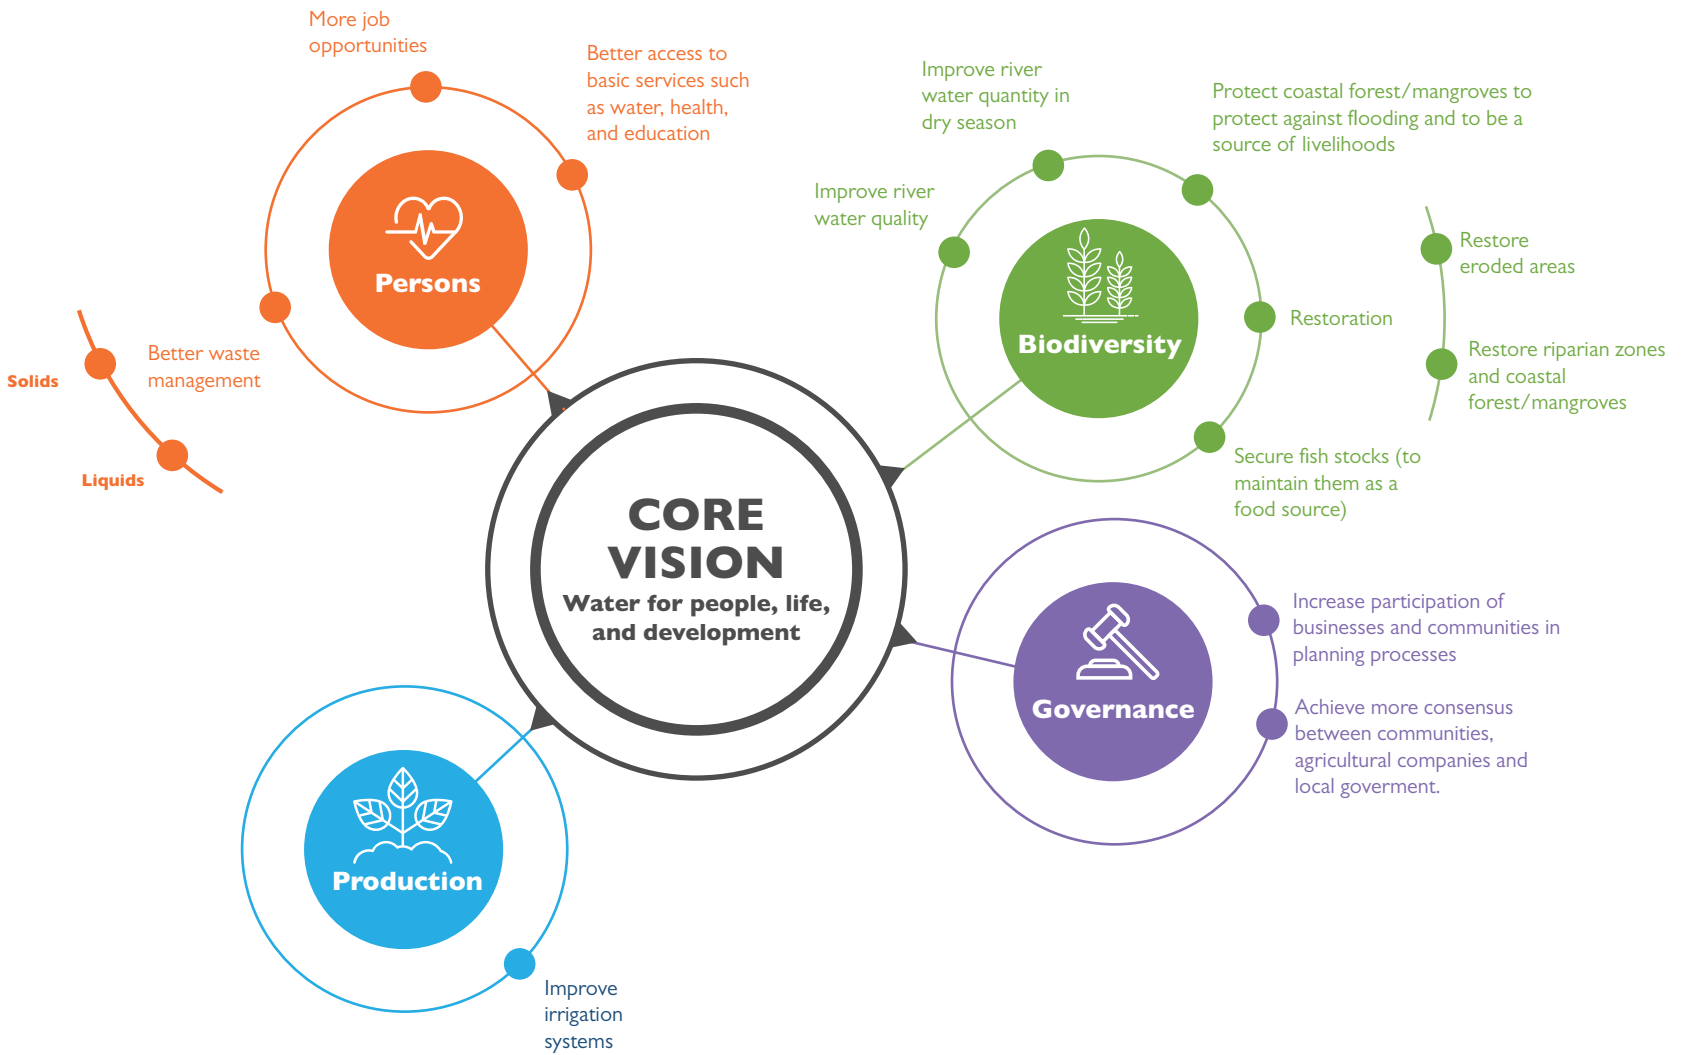 More job
opportunities
Better access to
basic services such
as water, health,
and education
Persons
Better waste
management
Solids
Liquids
Improve river
water quantity in
dry season
Protect coastal forest/mangroves to
protect against flooding and to be a
source of livelihoods
Improve river
water quality
Biodiversity
Restoration
Restore
eroded areas
Restore riparian zones
and coastal
forest/mangroves
Secure fish stocks (to
maintain them as a
food source)
CORE
VISION
Water for people, life,
and development
Governance
Increase participation of
businesses and communities in
planning processes
Achieve more consensus
between communities,
agricultural companies and
local goverment.
Production
Improve
irrigation
systems